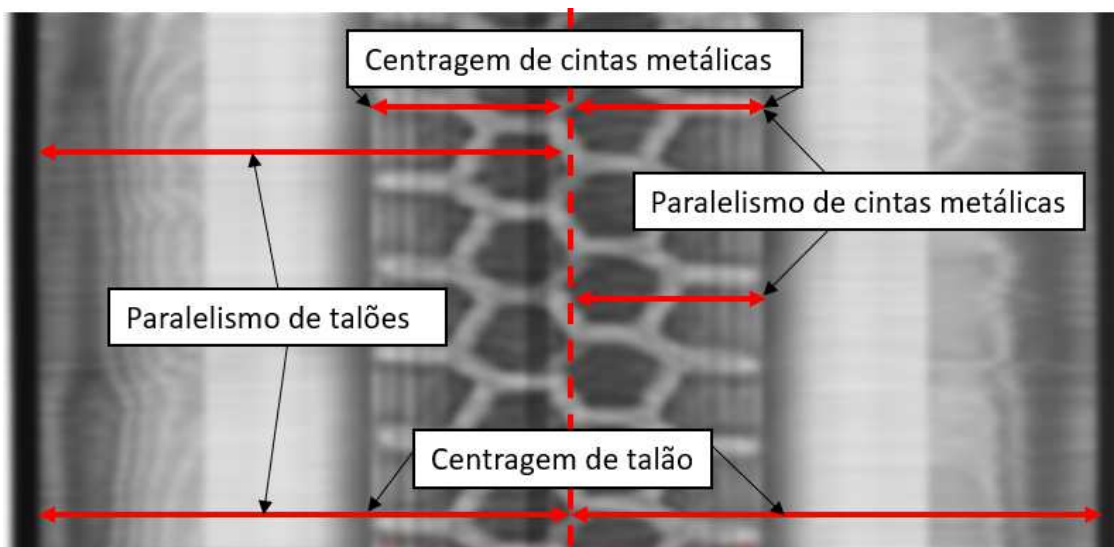 Centragem de cintas metálicas
Paralelismo de cintas metálicas
Paralelismo de talões
Centragem de talão